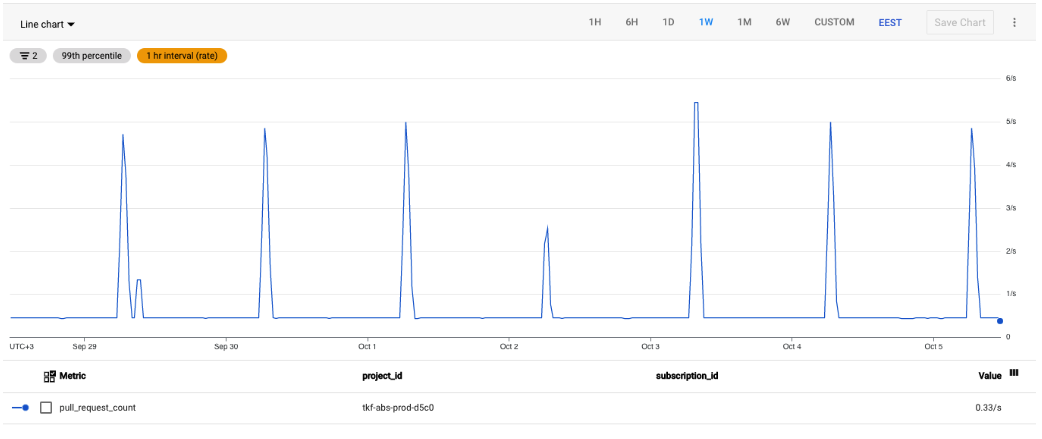 Line chart 1H 6H 1D 1W 1M 6W CUSTOM EEST Save Chart
2 99th percentile 1 hr interval (rate)
6/s
5/s
4/s
3/s
2/s
1/s
0
UTC+3 Sep 29 Sep 30 Oct 1 Oct 2 Oct 3 Oct 4 Oct 5
Metric project_id subscription_id Value
pull_request_count tkf-abs-prod-d5c0 0.33/s